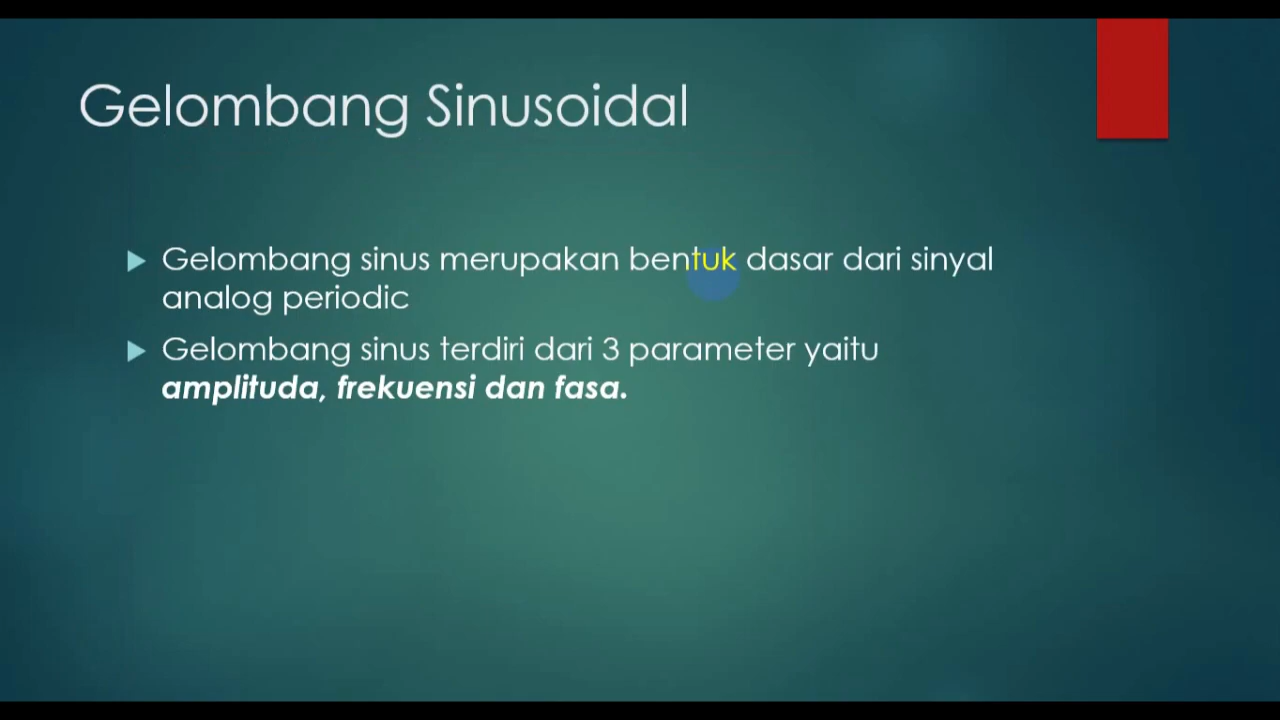 Gelombang Sinusoidal
Gelombang sinus merupakan bentuk dasar dari sinyal
analog periodic
Gelombang sinus terdiri dari 3 parameter yaitu
amplituda, frekuensi dan fasa.